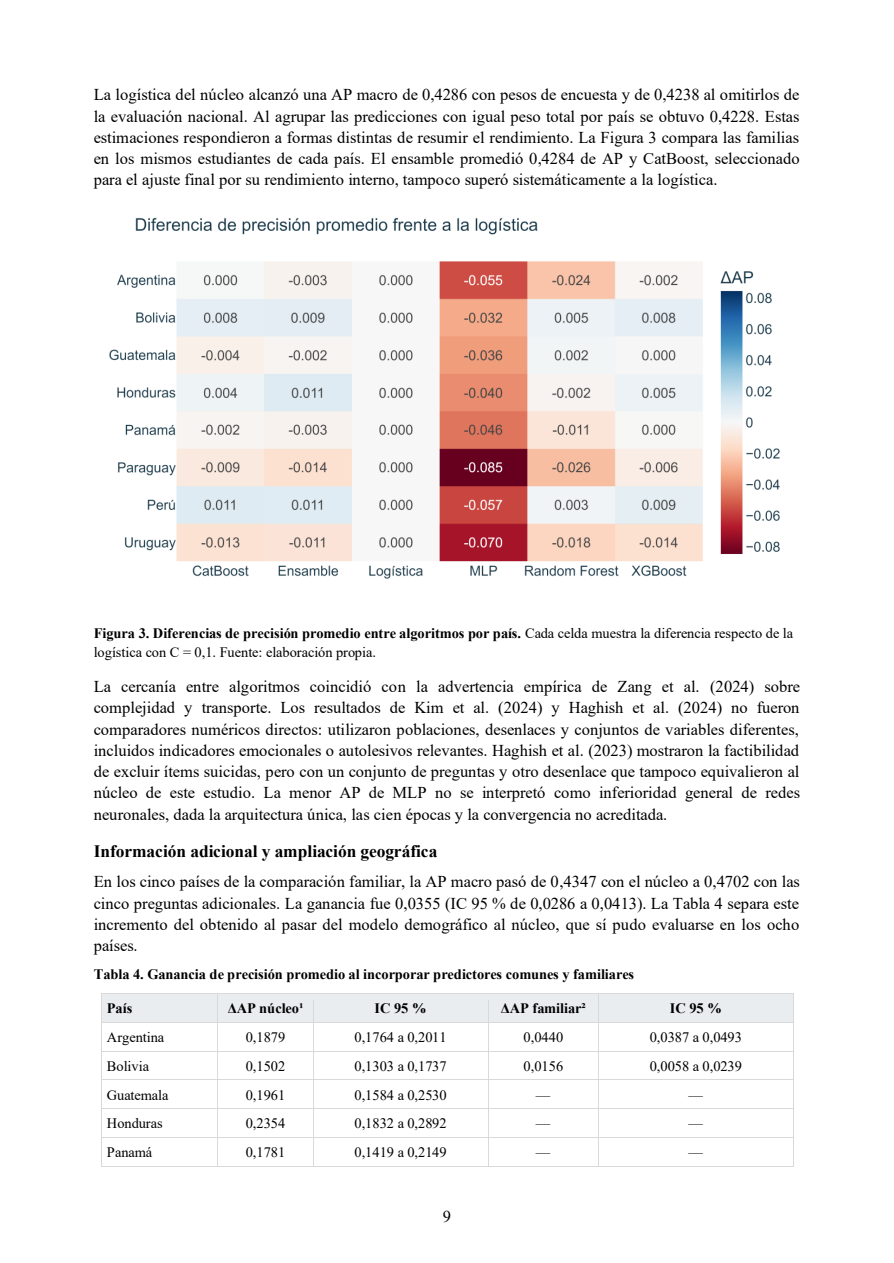 La logística del núcleo alcanzó una AP macro de 0,4286 con pesos de encuesta y de 0,4238 al omitirlos de
la evaluación nacional. Al agrupar las predicciones con igual peso total por país se obtuvo 0,4228. Estas
estimaciones respondieron a formas distintas de resumir el rendimiento. La Figura 3 compara las familias
en los mismos estudiantes de cada país. El ensamble promedió 0,4284 de AP y CatBoost, seleccionado
para el ajuste final por su rendimiento interno, tampoco superó sistemáticamente a la logística.
Diferencia de precisión promedio frente a la logística
Argentina 0.000 -0.003 0.000 -0.055 -0.024 -0.002
Bolivia 0.008 0.009 0.000 -0.032 0.005 0.008
Guatemala -0.004 -0.002 0.000 -0.036 0.002 0.000
Honduras 0.004 0.011 0.000 -0.040 -0.002 0.005
Panamá -0.002 -0.003 0.000 -0.046 -0.011 0.000
Paraguay -0.009 -0.014 0.000 -0.085 -0.026 -0.006
Perú 0.011 0.011 0.000 -0.057 0.003 0.009
Uruguay -0.013 -0.011 0.000 -0.070 -0.018 -0.014
CatBoost Ensamble Logística MLP Random Forest XGBoost
ΔAP
0.08
0.06
0.04
0.02
0
−0.02
−0.04
−0.06
−0.08
Figura 3. Diferencias de precisión promedio entre algoritmos por país. Cada celda muestra la diferencia respecto de la
logística con C = 0,1. Fuente: elaboración propia.
La cercanía entre algoritmos coincidió con la advertencia empírica de Zang et al. (2024) sobre
complejidad y transporte. Los resultados de Kim et al. (2024) y Haghish et al. (2024) no fueron
comparadores numéricos directos: utilizaron poblaciones, desenlaces y conjuntos de variables diferentes,
incluidos indicadores emocionales o autolesivos relevantes. Haghish et al. (2023) mostraron la factibilidad
de excluir ítems suicidas, pero con un conjunto de preguntas y otro desenlace que tampoco equivalieron al
núcleo de este estudio. La menor AP de MLP no se interpretó como inferioridad general de redes
neuronales, dada la arquitectura única, las cien épocas y la convergencia no acreditada.
Información adicional y ampliación geográfica
En los cinco países de la comparación familiar, la AP macro pasó de 0,4347 con el núcleo a 0,4702 con las
cinco preguntas adicionales. La ganancia fue 0,0355 (IC 95 % de 0,0286 a 0,0413). La Tabla 4 separa este
incremento del obtenido al pasar del modelo demográfico al núcleo, que sí pudo evaluarse en los ocho
países.
Tabla 4. Ganancia de precisión promedio al incorporar predictores comunes y familiares
País ΔAP núcleo¹ IC 95 % ΔAP familiar² IC 95 %
Argentina 0,1879 0,1764 a 0,2011 0,0440 0,0387 a 0,0493
Bolivia 0,1502 0,1303 a 0,1737 0,0156 0,0058 a 0,0239
Guatemala 0,1961 0,1584 a 0,2530 — —
Honduras 0,2354 0,1832 a 0,2892 — —
Panamá 0,1781 0,1419 a 0,2149 — —
9